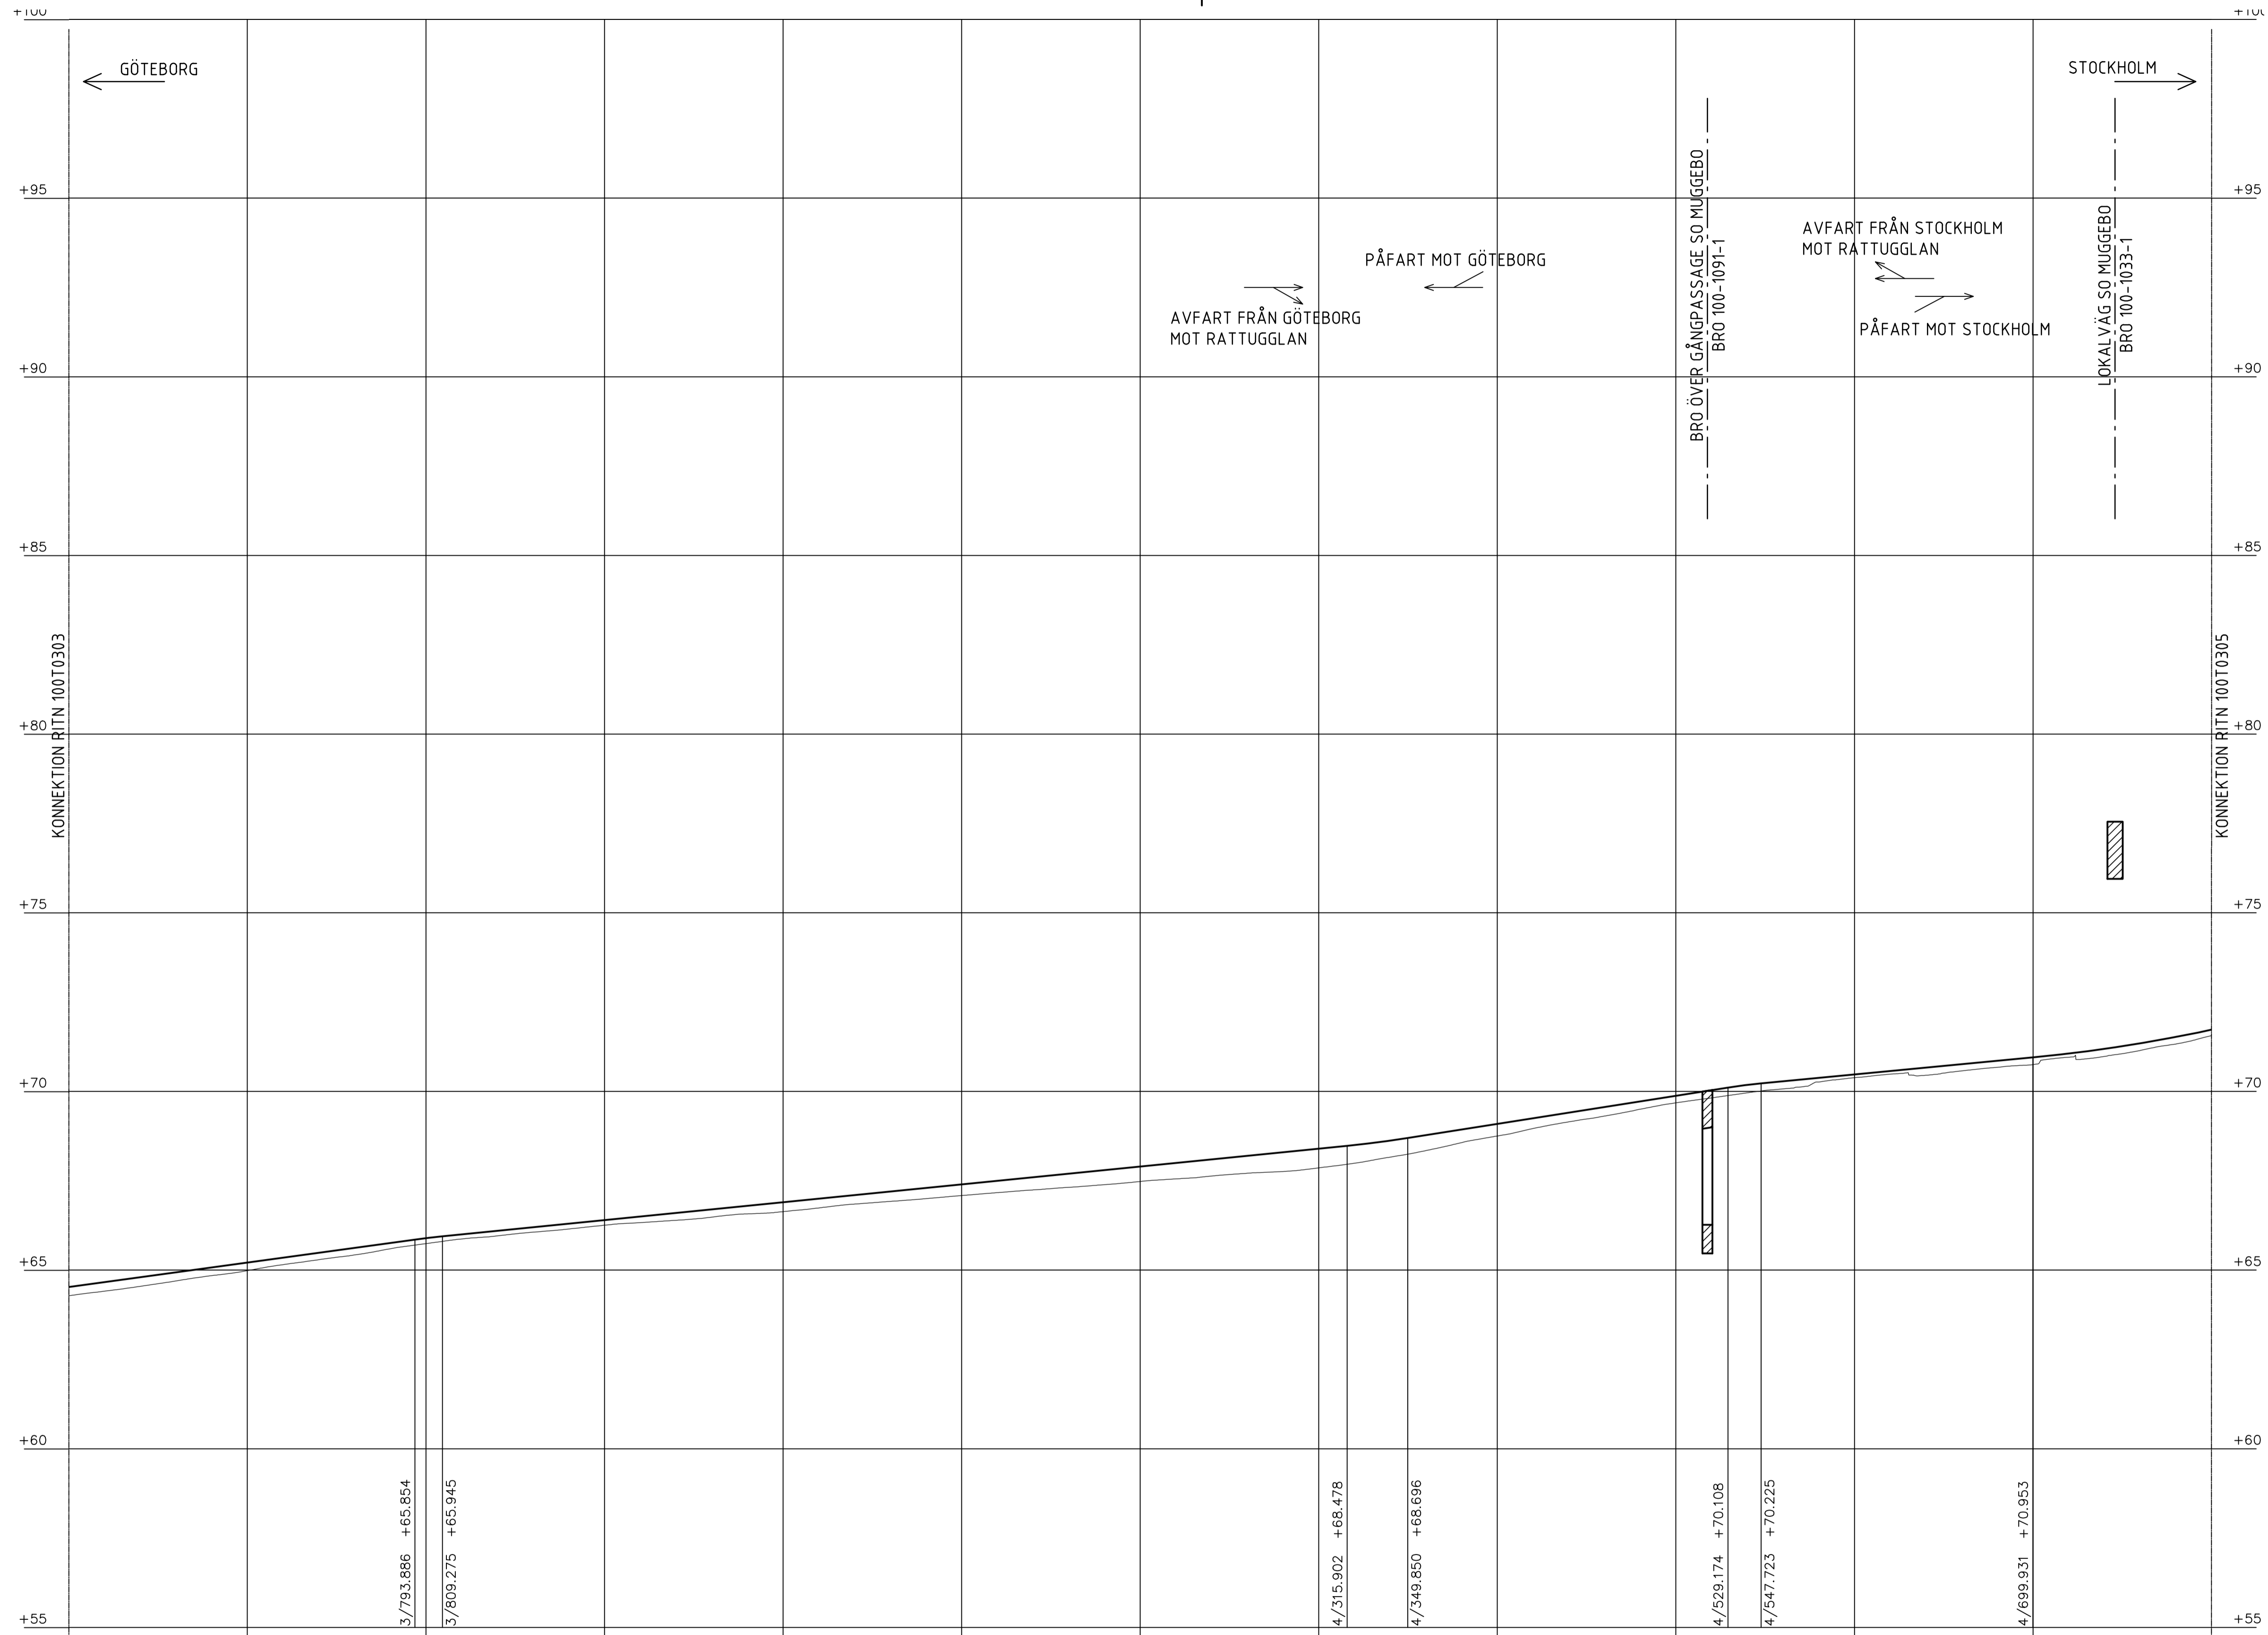 +100
+100
GÖTEBORG
STOCKHOLM
+95
+95
BRO ÖVER GÅNGPASSAGE SO MUGGEBO
BRO 100-1091-1
LOKALVÄG SO MUGGEBO
BRO 100-1033-1
AVFART FRÅN STOCKHOLM
MOT RATTUGGLAN
PÅFART MOT GÖTEBORG
AVFART FRÅN GÖTEBORG
MOT RATTUGGLAN
PÅFART MOT STOCKHOLM
+90
+90
+85
+85
KONNEKTION RITN 100T0303
KONNEKTION RITN 100T0305
+80
+80
+75
+75
+70
+70
+65
+65
+60
+60
3/793.886 +65.854
3/809.275 +65.945
4/315.902 +68.478
4/349.850 +68.696
4/529.174 +70.108
4/547.723 +70.225
4/699.931 +70.953
+55
+55